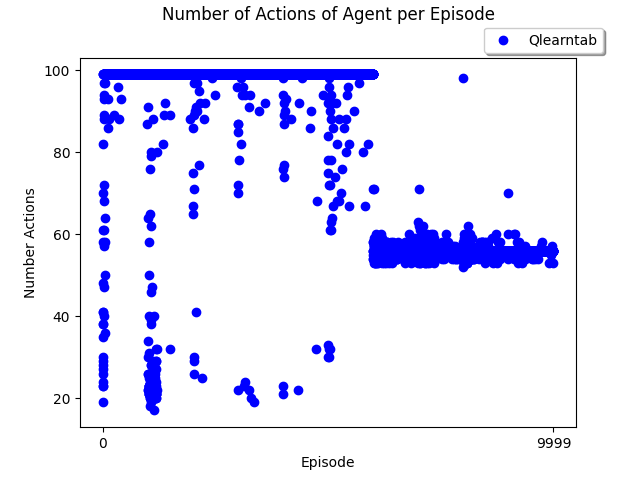 Number of Actions of Agent per Episode
Qlearntab
100
80
60
40
20
Number Actions
0
9999
Episode